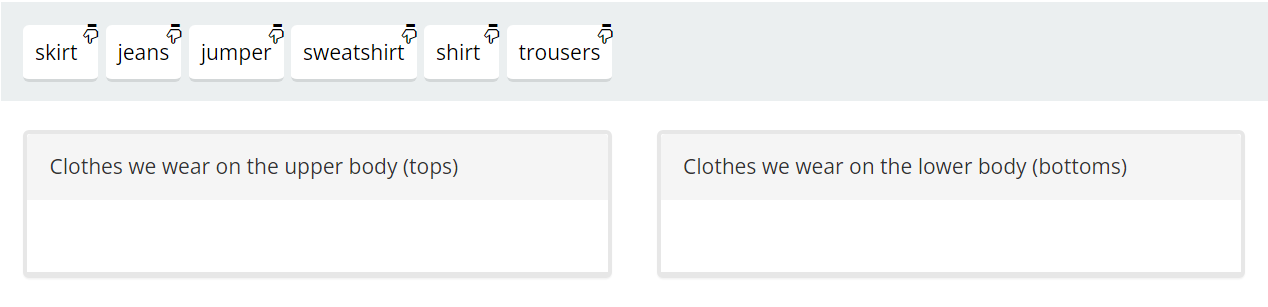 skirt jeans jumper sweatshirt shirt trousers
Clothes we wear on the upper body (tops)
Clothes we wear on the lower body (bottoms)